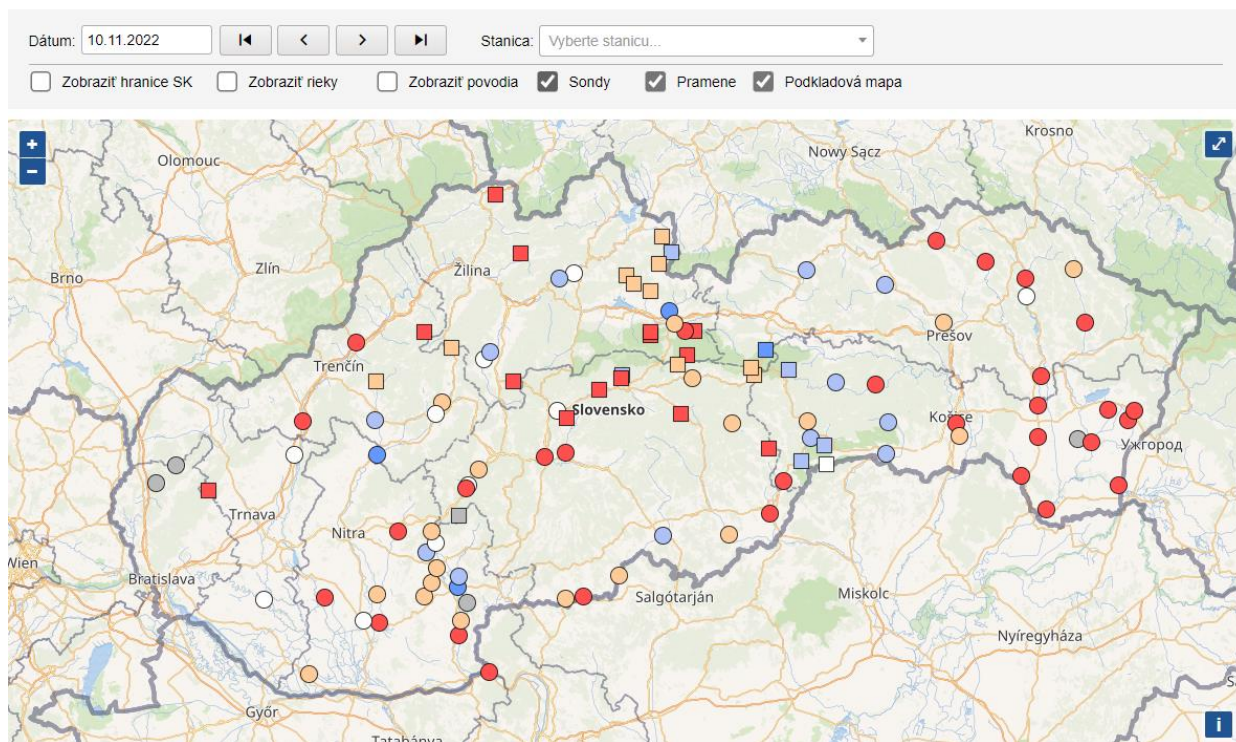 Dátum: 10.11.2022 Stanica: Vyberte stanicu...
Zobraziť hranice SK Zobraziť rieky Zobraziť povodia Sondy Pramene Podkladová mapa
+
−
Krosno
Nowy Sącz
Olomouc
Zlín
Žilina
Brno
Prešov
Trenčín
Slovensko
Košice
Ужгород
Trnava
Nitra
Wien
Bratislava
Salgótarján
Miskolc
Nyíregyháza
Győr
Tatabánya
i